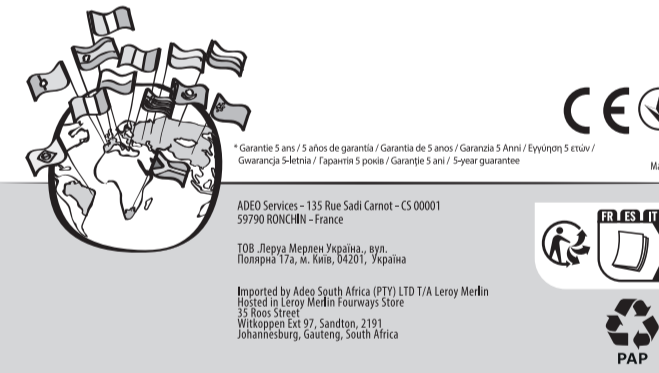 CE
* Garantie 5 ans / 5 años de garantía / Garantia de 5 anos / Garanzia 5 Anni / Εγγύηση 5 ετών /
Gwarancja 5-letnia / Гарантія 5 років / Garanţie 5 ani / 5-year guarantee
ADEO Services – 135 Rue Sadi Carnot – CS 00001
59790 RONCHIN – France
ТОВ .Леруа Мерлен Україна., вул.
Полярна 17а, м. Київ, 04201, Україна
Imported by Adeo South Africa (PTY) LTD T/A Leroy Merlin
Hosted in Leroy Merlin Fourways Store
35 Roos Street
Witkoppen Ext 97, Sandton, 2191
Johannesburg, Gauteng, South Africa
FR ES IT
PAP